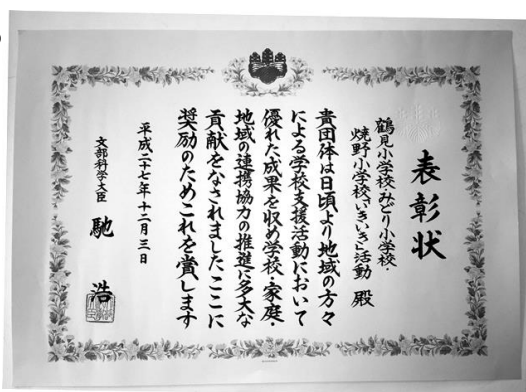 表彰状
鶴見小学校・みどり小学校・
焼野小学校“いきいき”活動 殿
貴団体は日頃より地域の方々
による学校支援活動において
優れた成果を収め学校・家庭・
地域の連携協力の推進に多大な
貢献をなされましたここに
奨励のためこれを賞します
平成二十七年十二月三日
文部科学大臣 馳 浩